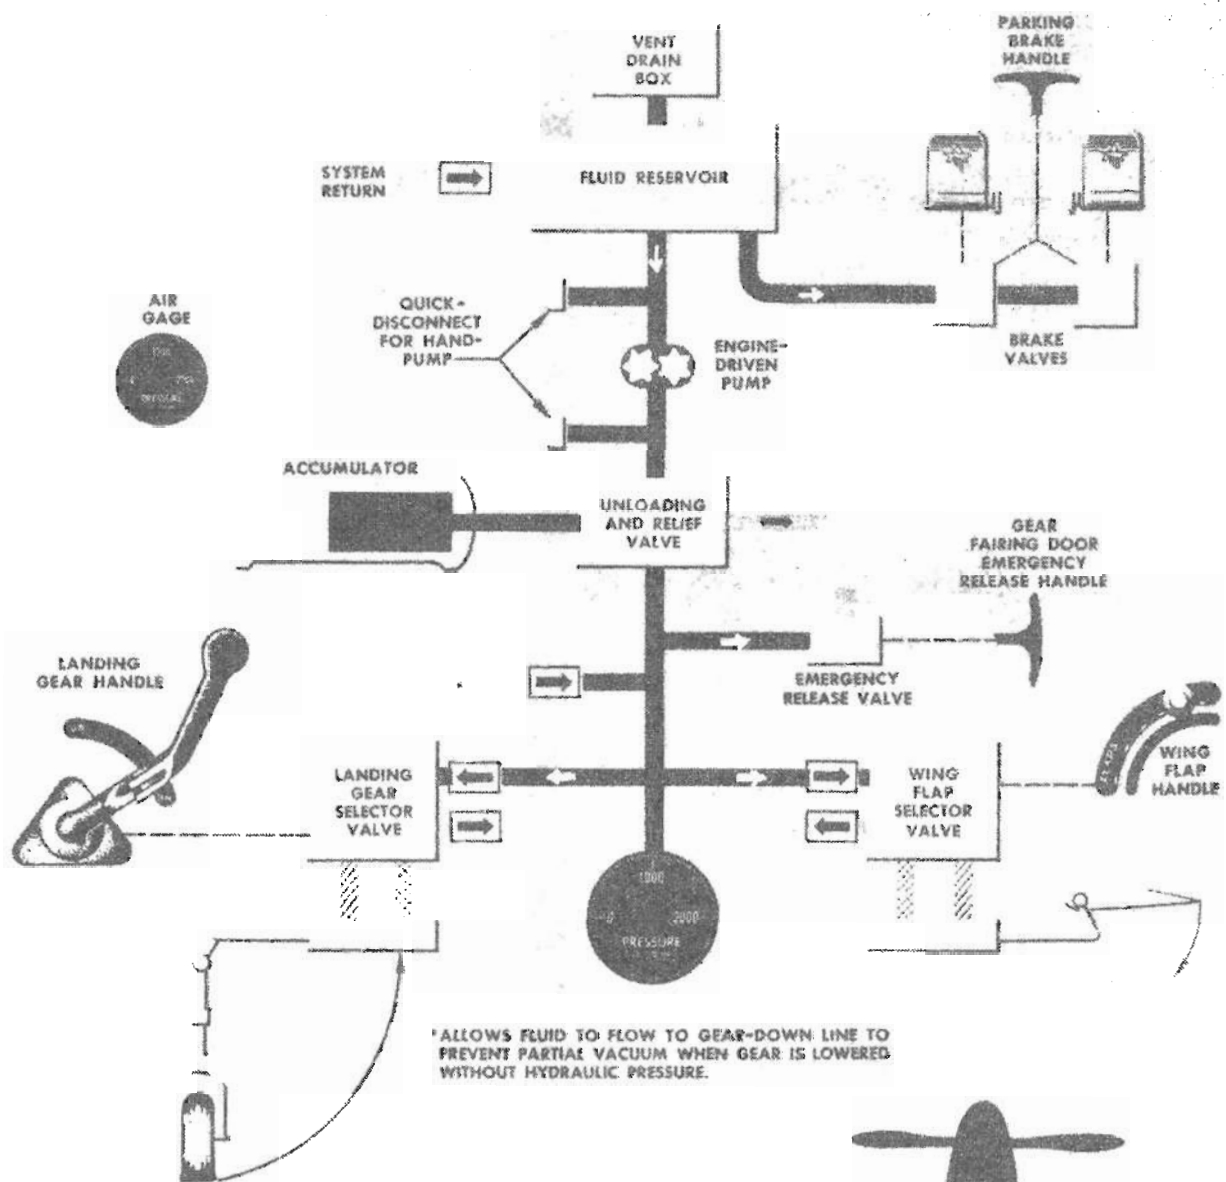 VENT
DRAIN
BOX
PARKING
BRAKE
HANDLE
SYSTEM
RETURN
FLUID RESERVOIR
AIR
GAGE
QUICK-
DISCONNECT
FOR HAND-
PUMP
ENGINE-
DRIVEN
PUMP
BRAKE
VALVES
ACCUMULATOR
UNLOADING
AND RELIEF
VALVE
GEAR
FAIRING DOOR
EMERGENCY
RELEASE HANDLE
LANDING
GEAR HANDLE
EMERGENCY
RELEASE VALVE
WING
FLAP
HANDLE
LANDING
GEAR
SELECTOR
VALVE
WING
FLAP
SELECTOR
VALVE
1000
0
2000
PRESSURE
*ALLOWS FLUID TO FLOW TO GEAR-DOWN LINE TO
PREVENT PARTIAL VACUUM WHEN GEAR IS LOWERED
WITHOUT HYDRAULIC PRESSURE.